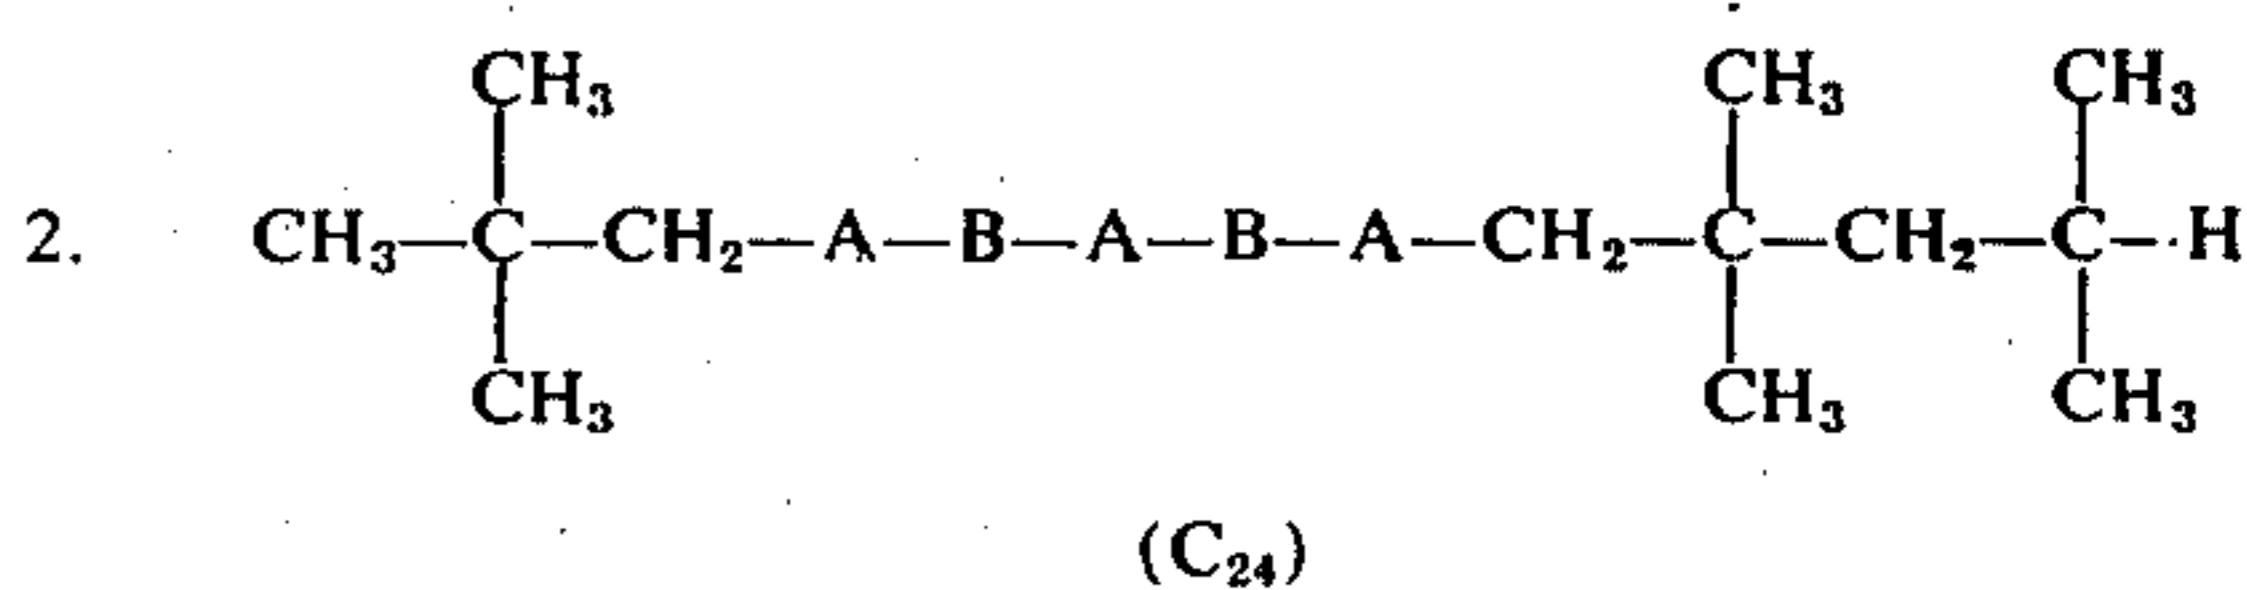 CH₃ CH₃ CH₃
2. CH₃—C—CH₂—A—B—A—B—A—CH₂—C—CH₂—C—H
CH₃ CH₃ CH₃
(C₂₄)